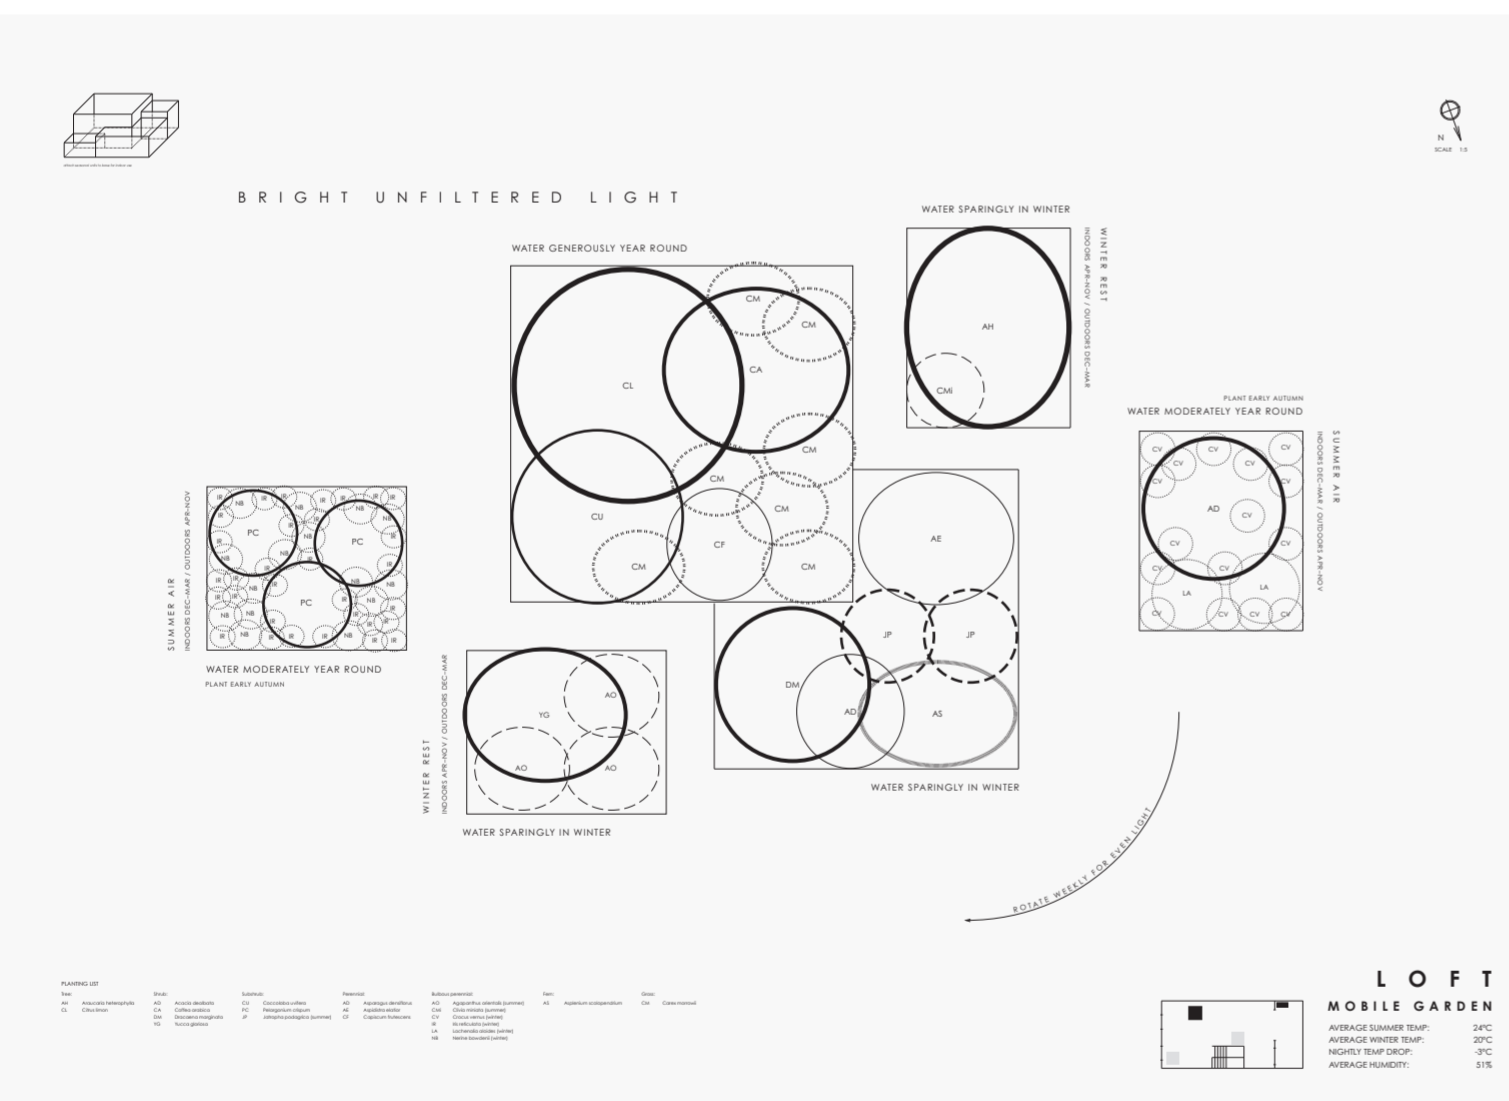 N
SCALE 1:5
BRIGHT UNFILTERED LIGHT
WATER SPARINGLY IN WINTER
AH
CMi
WINTER REST
INDOORS APR-NOV / OUTDOORS DEC-MAR
WATER GENEROUSLY YEAR ROUND
CM
CM
CA
CL
CM
CM
CM
CU
CF
CM
CM
PLANT EARLY AUTUMN
WATER MODERATELY YEAR ROUND
CV
CV
CV
CV
CV
CV
AD
CV
CV
CV
CV
LA
LA
CV
CV
CV
CV
SUMMER AIR
INDOORS DEC-MAR / OUTDOORS APR-NOV
SUMMER AIR
INDOORS DEC-MAR / OUTDOORS APR-NOV
PC
PC
PC
IR
NB
WATER MODERATELY YEAR ROUND
PLANT EARLY AUTUMN
AE
JP
JP
DM
AD
AS
WATER SPARINGLY IN WINTER
WINTER REST
INDOORS APR-NOV / OUTDOORS DEC-MAR
AO
YG
AO
AO
WATER SPARINGLY IN WINTER
ROTATE WEEKLY FOR EVEN LIGHT
PLANTING LIST
Tree:
AH Araucaria heterophylla
CL Citrus limon
Shrub:
AD Acacia dealbata
CA Coffea arabica
DM Dracaena marginata
YG Yucca gloriosa
Subshrub:
CU Coccoloba uvifera
PC Pelargonium crispum
JP Jatropha podagrica (summer)
Perennial:
AD Asparagus densiflorus
AE Aspidistra elatior
CF Capsicum frutescens
Bulbous perennial:
AO Agapanthus orientalis (summer)
CMi Clivia miniata (summer)
CV Crocus vernus (winter)
IR Iris reticulata (winter)
LA Lachenalia aloides (winter)
NB Nerine bowdenii (winter)
Fern:
AS Asplenium scolopendrium
Grass:
CM Carex morrowii
LOFT
MOBILE GARDEN
AVERAGE SUMMER TEMP: 24°C
AVERAGE WINTER TEMP: 20°C
NIGHTLY TEMP DROP: -3°C
AVERAGE HUMIDITY: 51%